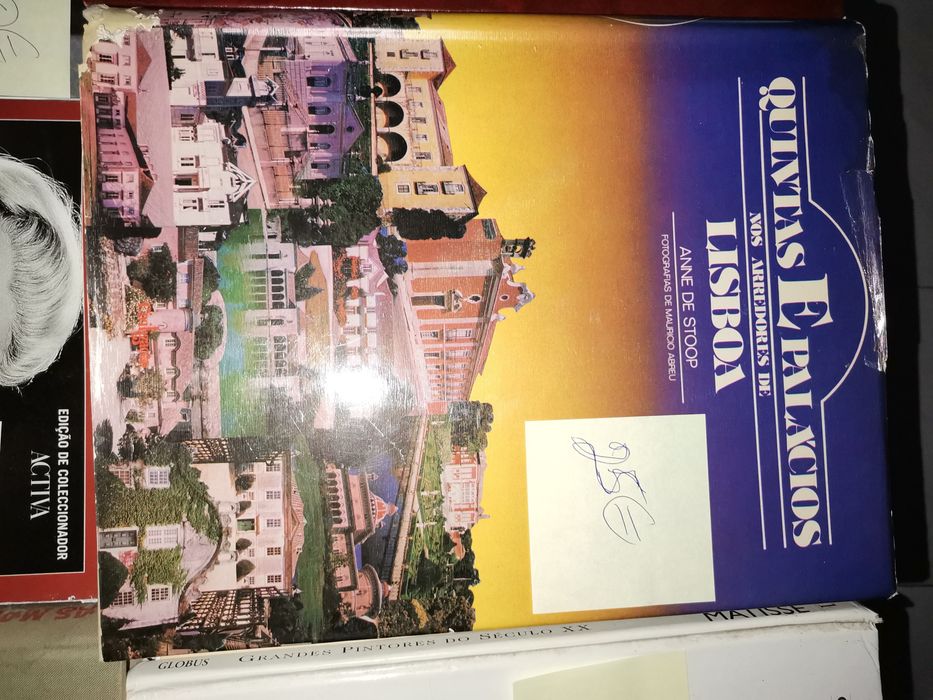 QUINTAS E PALÁCIOS
NOS ARREDORES DE
LISBOA
ANNE DE STOOP
FOTOGRAFIAS DE MAURICIO ABREU
25€
EDIÇÃO DE COLECCIONADOR
ACTIVA
GLOBUS GRANDES PINTORES DO SÉCULO XX MATISSE